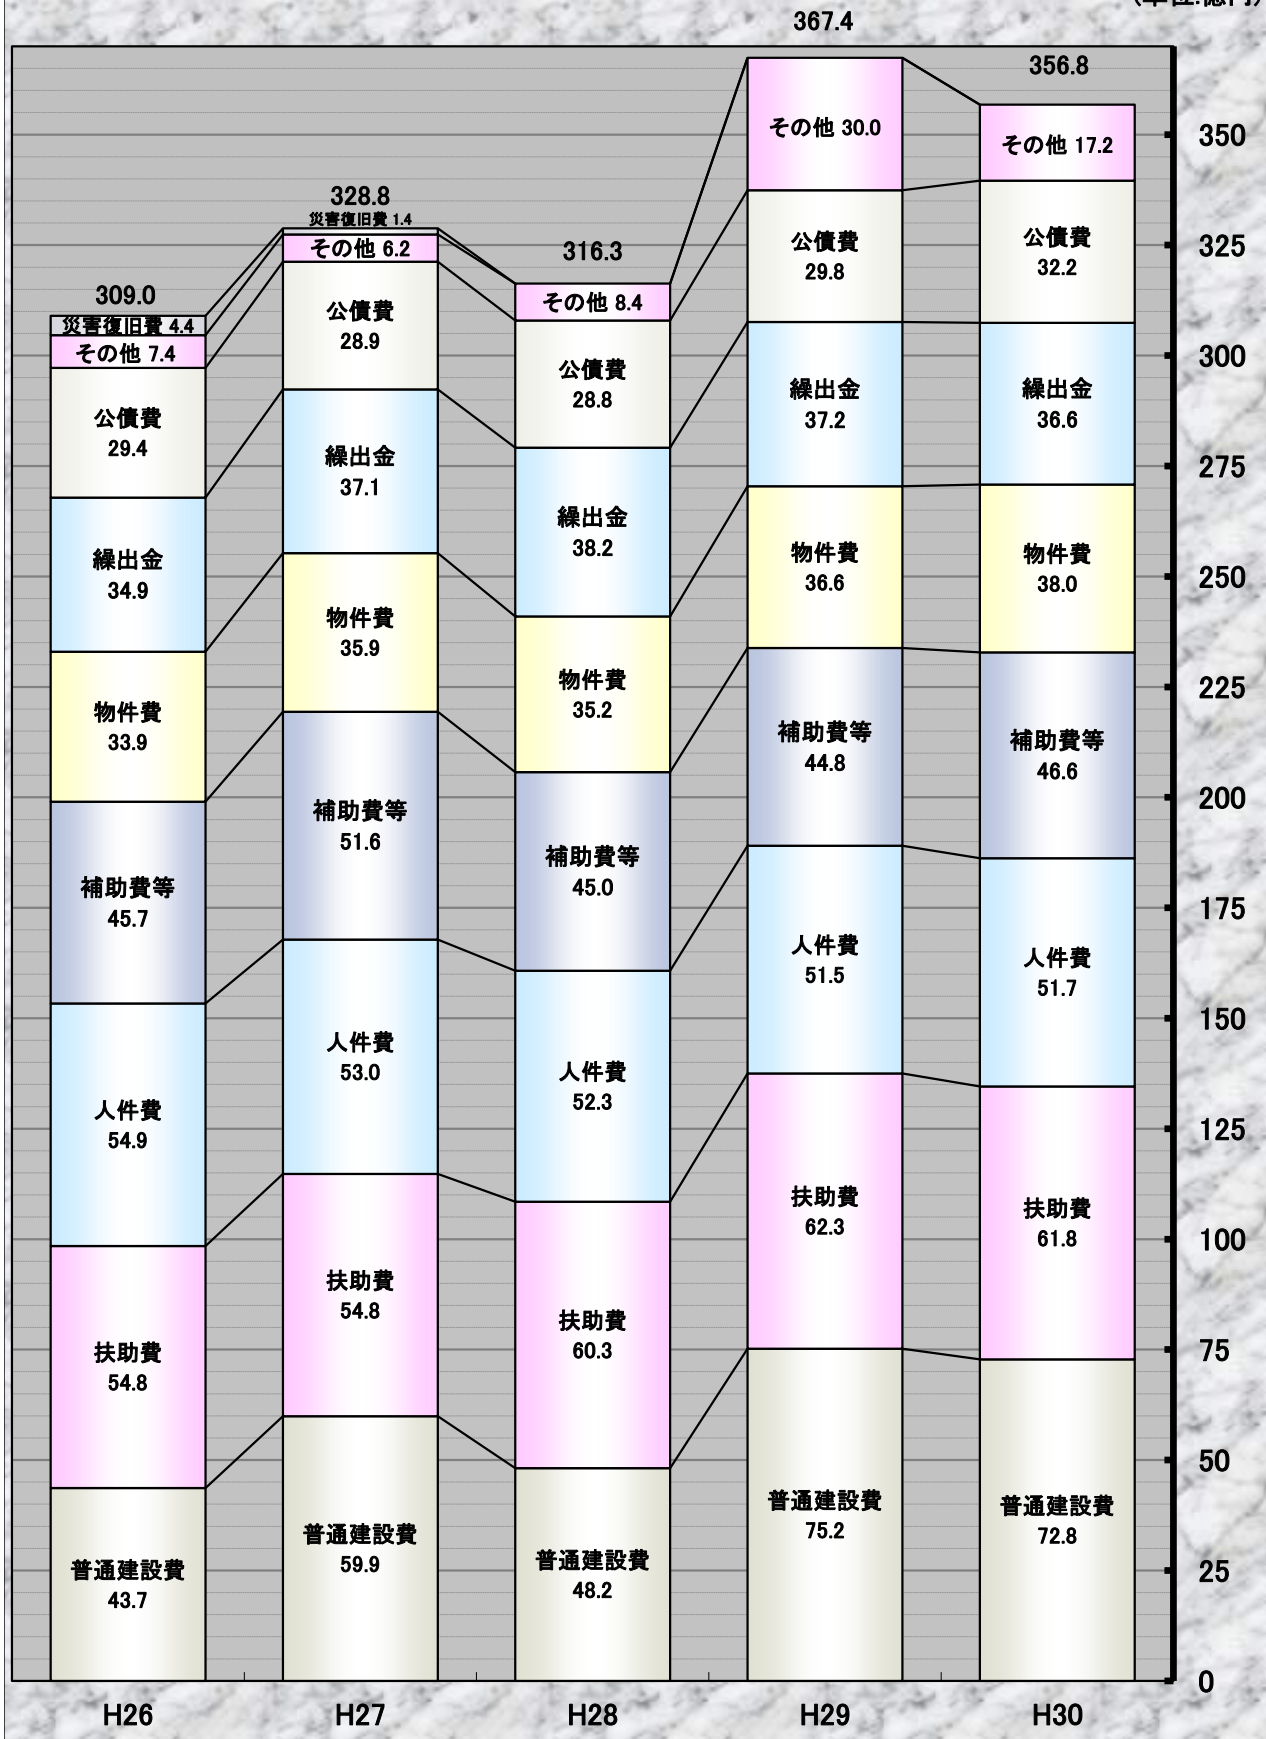 (単位:億円)
309.0
災害復旧費 4.4
その他 7.4
公債費
29.4
繰出金
34.9
物件費
33.9
補助費等
45.7
人件費
54.9
扶助費
54.8
普通建設費
43.7
328.8
災害復旧費 1.4
その他 6.2
公債費
28.9
繰出金
37.1
物件費
35.9
補助費等
51.6
人件費
53.0
扶助費
54.8
普通建設費
59.9
316.3
その他 8.4
公債費
28.8
繰出金
38.2
物件費
35.2
補助費等
45.0
人件費
52.3
扶助費
60.3
普通建設費
48.2
367.4
その他 30.0
公債費
29.8
繰出金
37.2
物件費
36.6
補助費等
44.8
人件費
51.5
扶助費
62.3
普通建設費
75.2
356.8
その他 17.2
公債費
32.2
繰出金
36.6
物件費
38.0
補助費等
46.6
人件費
51.7
扶助費
61.8
普通建設費
72.8
350
325
300
275
250
225
200
175
150
125
100
75
50
25
0
H26
H27
H28
H29
H30